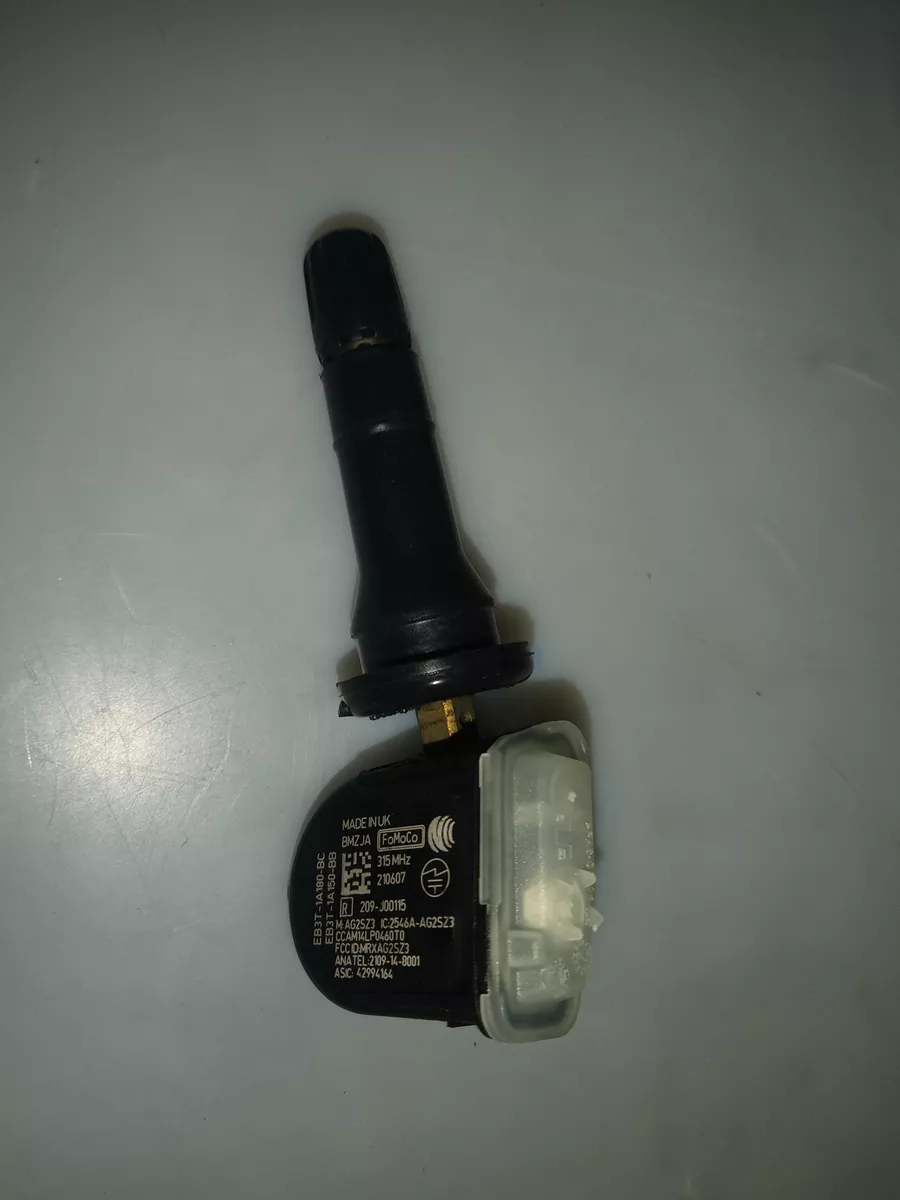 MADE IN UK
BMZJA FoMoCo
315 MHz
210607
R 209-J00115
M:AG2SZ3 IC:2546A-AG2SZ3
CCAM14LP0460T0
FCC ID:MRXAG2SZ3
ANATEL:2109-14-8001
ASIC: 42994164
EB3T-1A180-BC
EB3T-1A150-BB